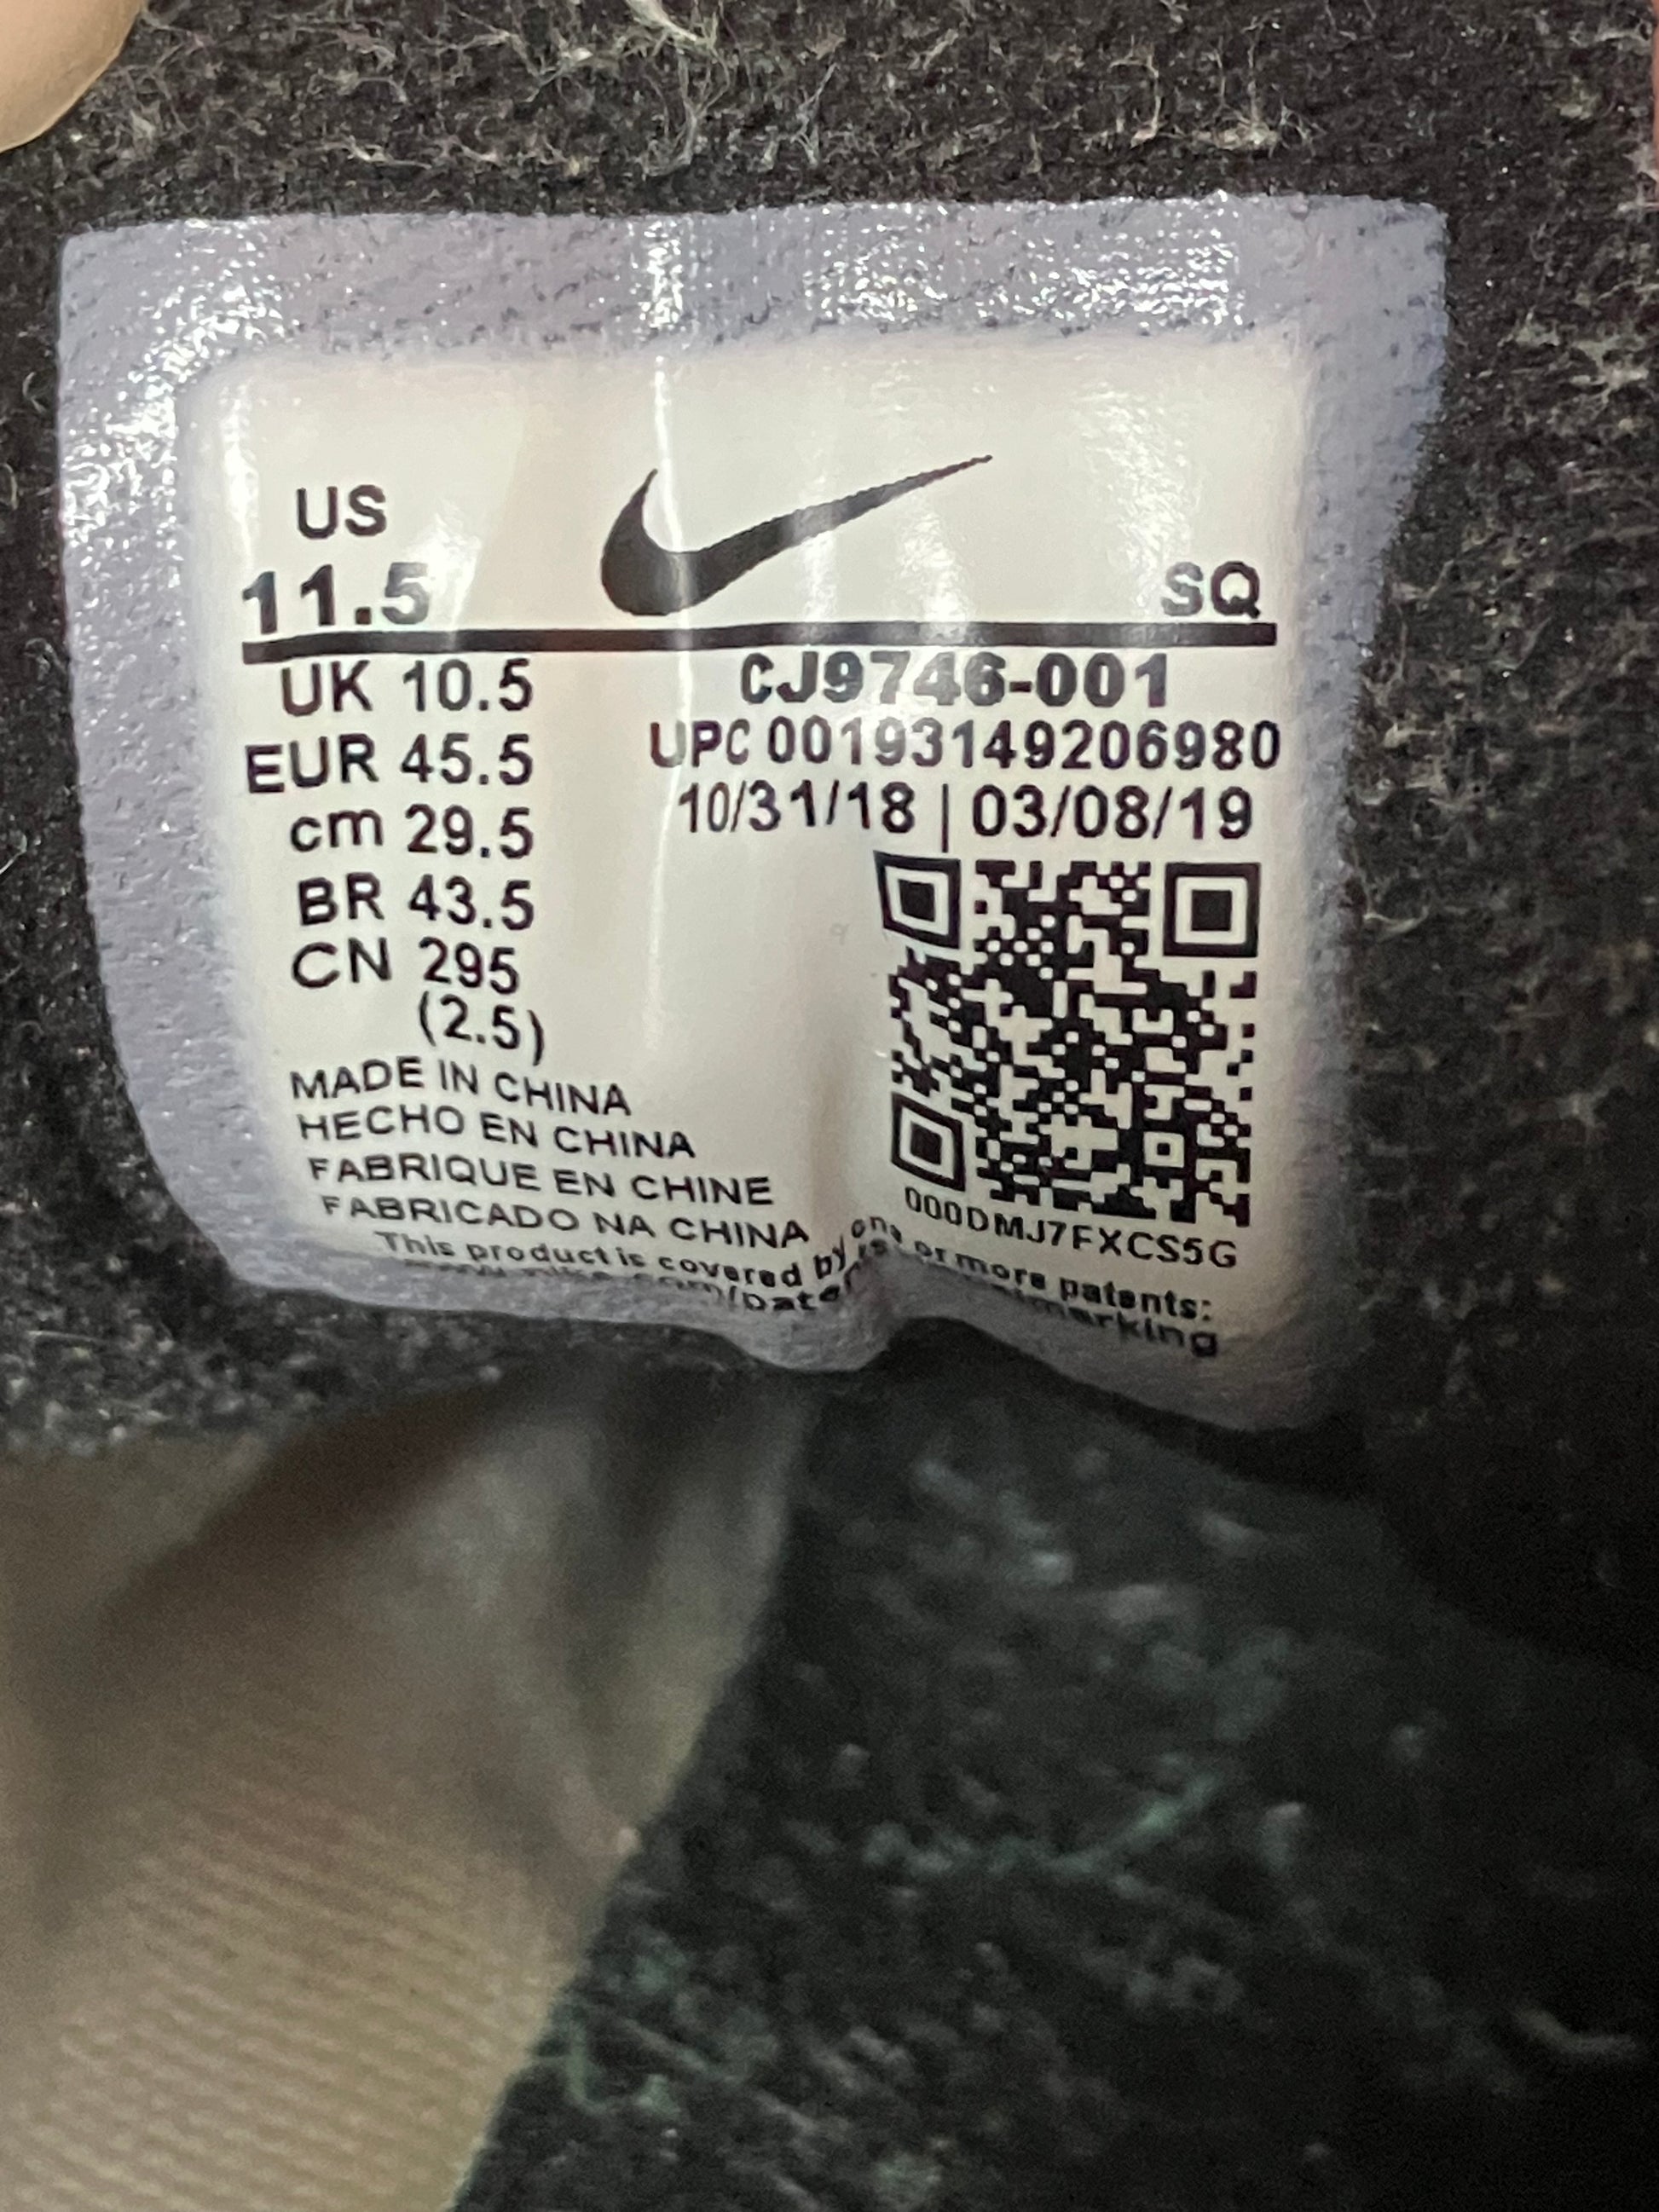 US
11.5
SQ
UK 10.5
EUR 45.5
cm 29.5
BR 43.5
CN 295
(2.5)
CJ9746-001
UPC 00193149206980
10/31/18 | 03/08/19
000DMJ7FXCS5G
MADE IN CHINA
HECHO EN CHINA
FABRIQUE EN CHINE
FABRICADO NA CHINA
This product is covered by one or more patents: